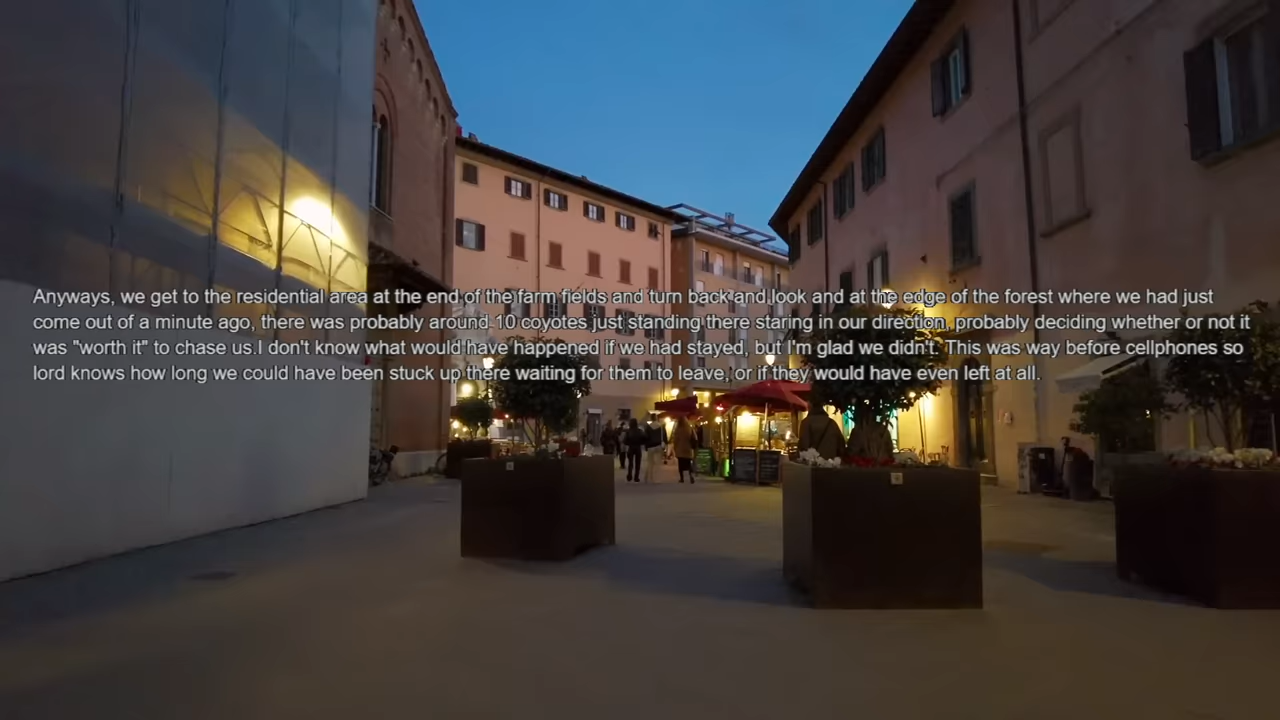 Anyways, we get to the residential area at the end of the farm fields and turn back and look and at the edge of the forest where we had just
come out of a minute ago, there was probably around 10 coyotes just standing there staring in our direction, probably deciding whether or not it
was "worth it" to chase us.I don't know what would have happened if we had stayed, but I'm glad we didn't. This was way before cellphones so
lord knows how long we could have been stuck up there waiting for them to leave, or if they would have even left at all.